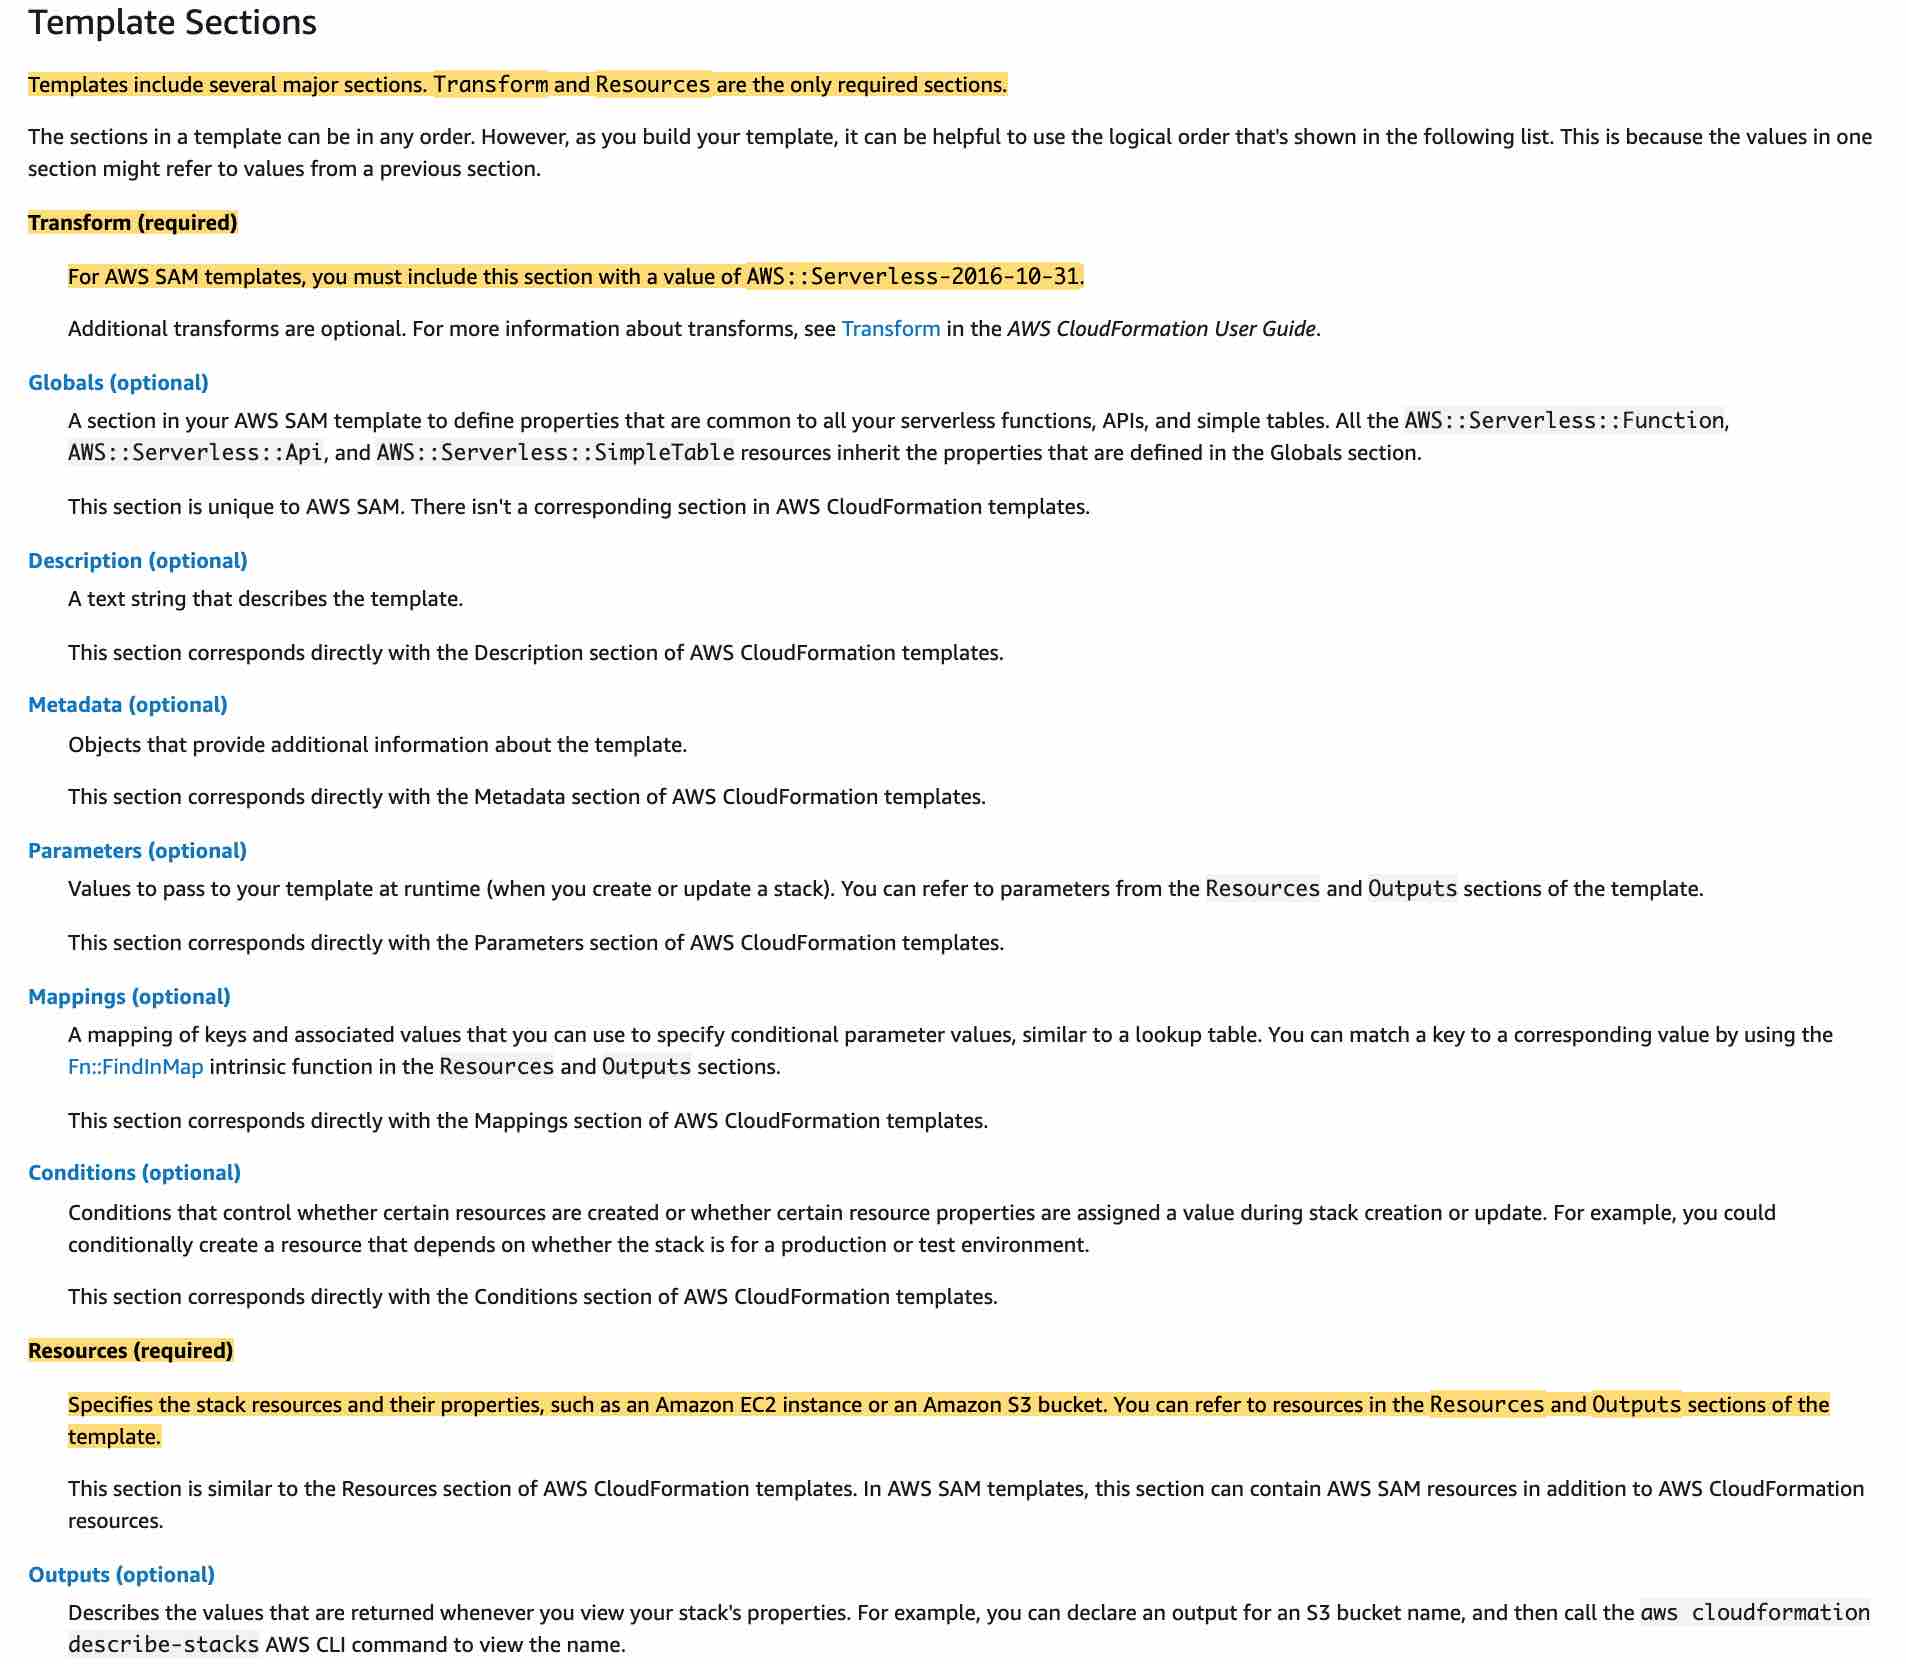 Template Sections
Templates include several major sections. Transform and Resources are the only required sections.
The sections in a template can be in any order. However, as you build your template, it can be helpful to use the logical order that's shown in the following list. This is because the values in one
section might refer to values from a previous section.
Transform (required)
For AWS SAM templates, you must include this section with a value of AWS::Serverless-2016-10-31.
Additional transforms are optional. For more information about transforms, see Transform in the AWS CloudFormation User Guide.
Globals (optional)
A section in your AWS SAM template to define properties that are common to all your serverless functions, APIs, and simple tables. All the AWS::Serverless::Function,
AWS::Serverless::Api, and AWS::Serverless::SimpleTable resources inherit the properties that are defined in the Globals section.
This section is unique to AWS SAM. There isn't a corresponding section in AWS CloudFormation templates.
Description (optional)
A text string that describes the template.
This section corresponds directly with the Description section of AWS CloudFormation templates.
Metadata (optional)
Objects that provide additional information about the template.
This section corresponds directly with the Metadata section of AWS CloudFormation templates.
Parameters (optional)
Values to pass to your template at runtime (when you create or update a stack). You can refer to parameters from the Resources and Outputs sections of the template.
This section corresponds directly with the Parameters section of AWS CloudFormation templates.
Mappings (optional)
A mapping of keys and associated values that you can use to specify conditional parameter values, similar to a lookup table. You can match a key to a corresponding value by using the
Fn::FindInMap intrinsic function in the Resources and Outputs sections.
This section corresponds directly with the Mappings section of AWS CloudFormation templates.
Conditions (optional)
Conditions that control whether certain resources are created or whether certain resource properties are assigned a value during stack creation or update. For example, you could
conditionally create a resource that depends on whether the stack is for a production or test environment.
This section corresponds directly with the Conditions section of AWS CloudFormation templates.
Resources (required)
Specifies the stack resources and their properties, such as an Amazon EC2 instance or an Amazon S3 bucket. You can refer to resources in the Resources and Outputs sections of the
template.
This section is similar to the Resources section of AWS CloudFormation templates. In AWS SAM templates, this section can contain AWS SAM resources in addition to AWS CloudFormation
resources.
Outputs (optional)
Describes the values that are returned whenever you view your stack's properties. For example, you can declare an output for an S3 bucket name, and then call the aws cloudformation
describe-stacks AWS CLI command to view the name.